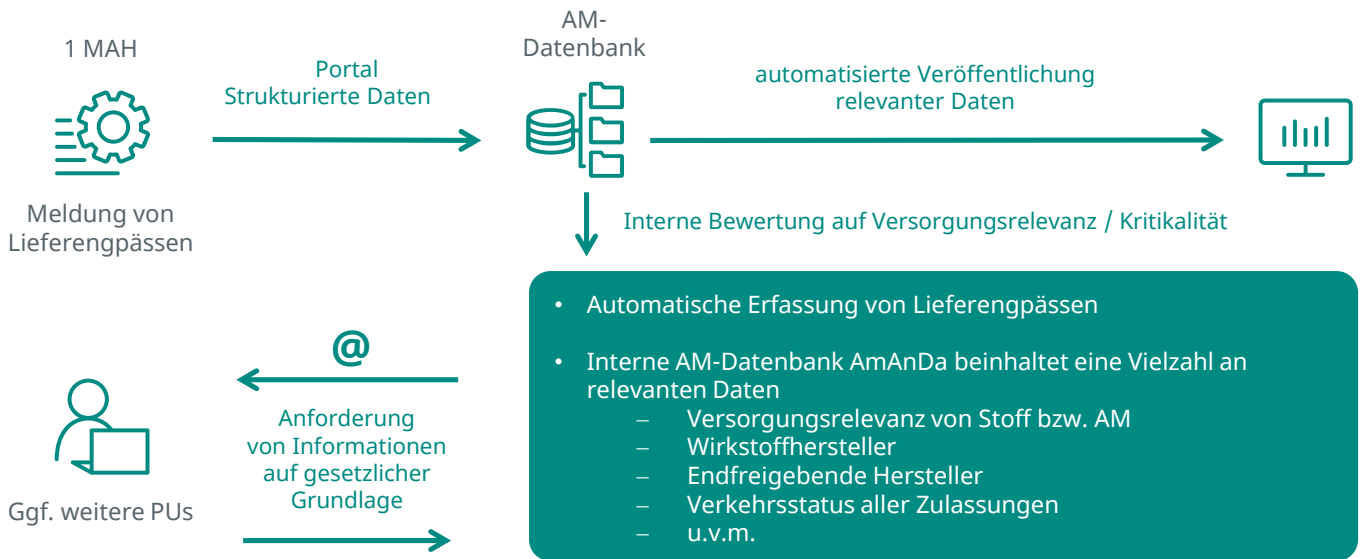 1 MAH
Meldung von
Lieferengpässen
Portal
Strukturierte Daten
AM-
Datenbank
automatisierte Veröffentlichung
relevanter Daten
Interne Bewertung auf Versorgungsrelevanz / Kritikalität
• Automatische Erfassung von Lieferengpässen
• Interne AM-Datenbank AmAnDa beinhaltet eine Vielzahl an
relevanten Daten
– Versorgungsrelevanz von Stoff bzw. AM
– Wirkstoffhersteller
– Endfreigebende Hersteller
– Verkehrsstatus aller Zulassungen
– u.v.m.
@
Anforderung
von Informationen
auf gesetzlicher
Grundlage
Ggf. weitere PUs